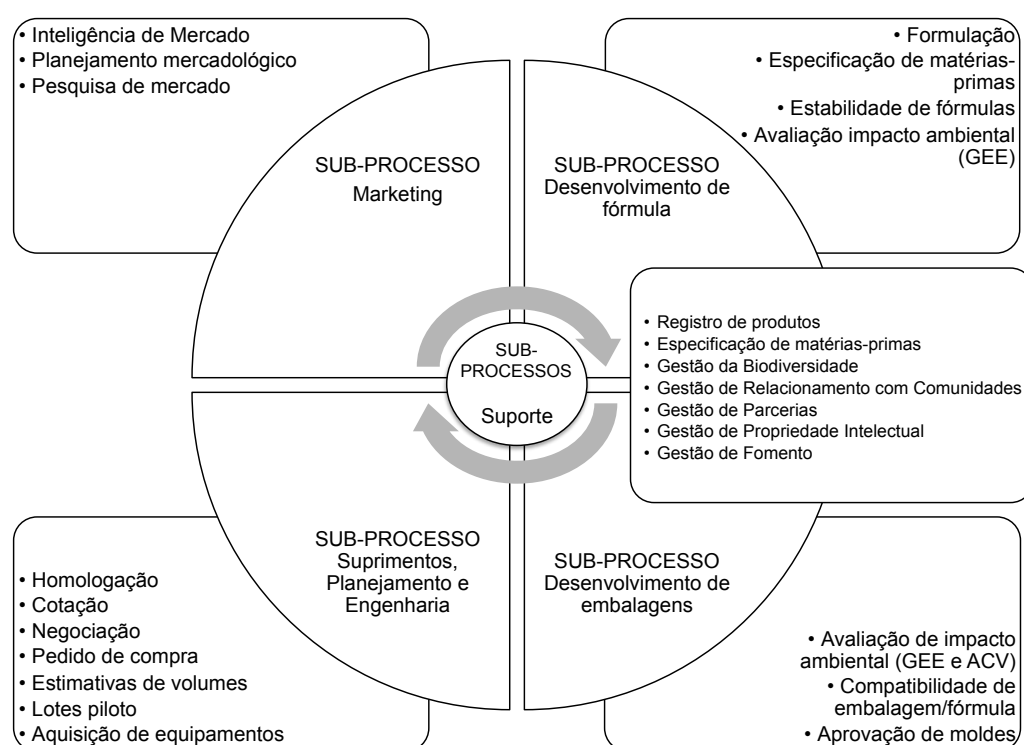 • Inteligência de Mercado
• Planejamento mercadológico
• Pesquisa de mercado
• Formulação
• Especificação de matérias-
primas
• Estabilidade de fórmulas
• Avaliação impacto ambiental
(GEE)
SUB-PROCESSO
Marketing
SUB-PROCESSO
Desenvolvimento de
fórmula
SUB-
PROCESSOS
Suporte
• Registro de produtos
• Especificação de matérias-primas
• Gestão da Biodiversidade
• Gestão de Relacionamento com Comunidades
• Gestão de Parcerias
• Gestão de Propriedade Intelectual
• Gestão de Fomento
SUB-PROCESSO
Suprimentos,
Planejamento e
Engenharia
SUB-PROCESSO
Desenvolvimento de
embalagens
• Homologação
• Cotação
• Negociação
• Pedido de compra
• Estimativas de volumes
• Lotes piloto
• Aquisição de equipamentos
• Avaliação de impacto
ambiental (GEE e ACV)
• Compatibilidade de
embalagem/fórmula
• Aprovação de moldes